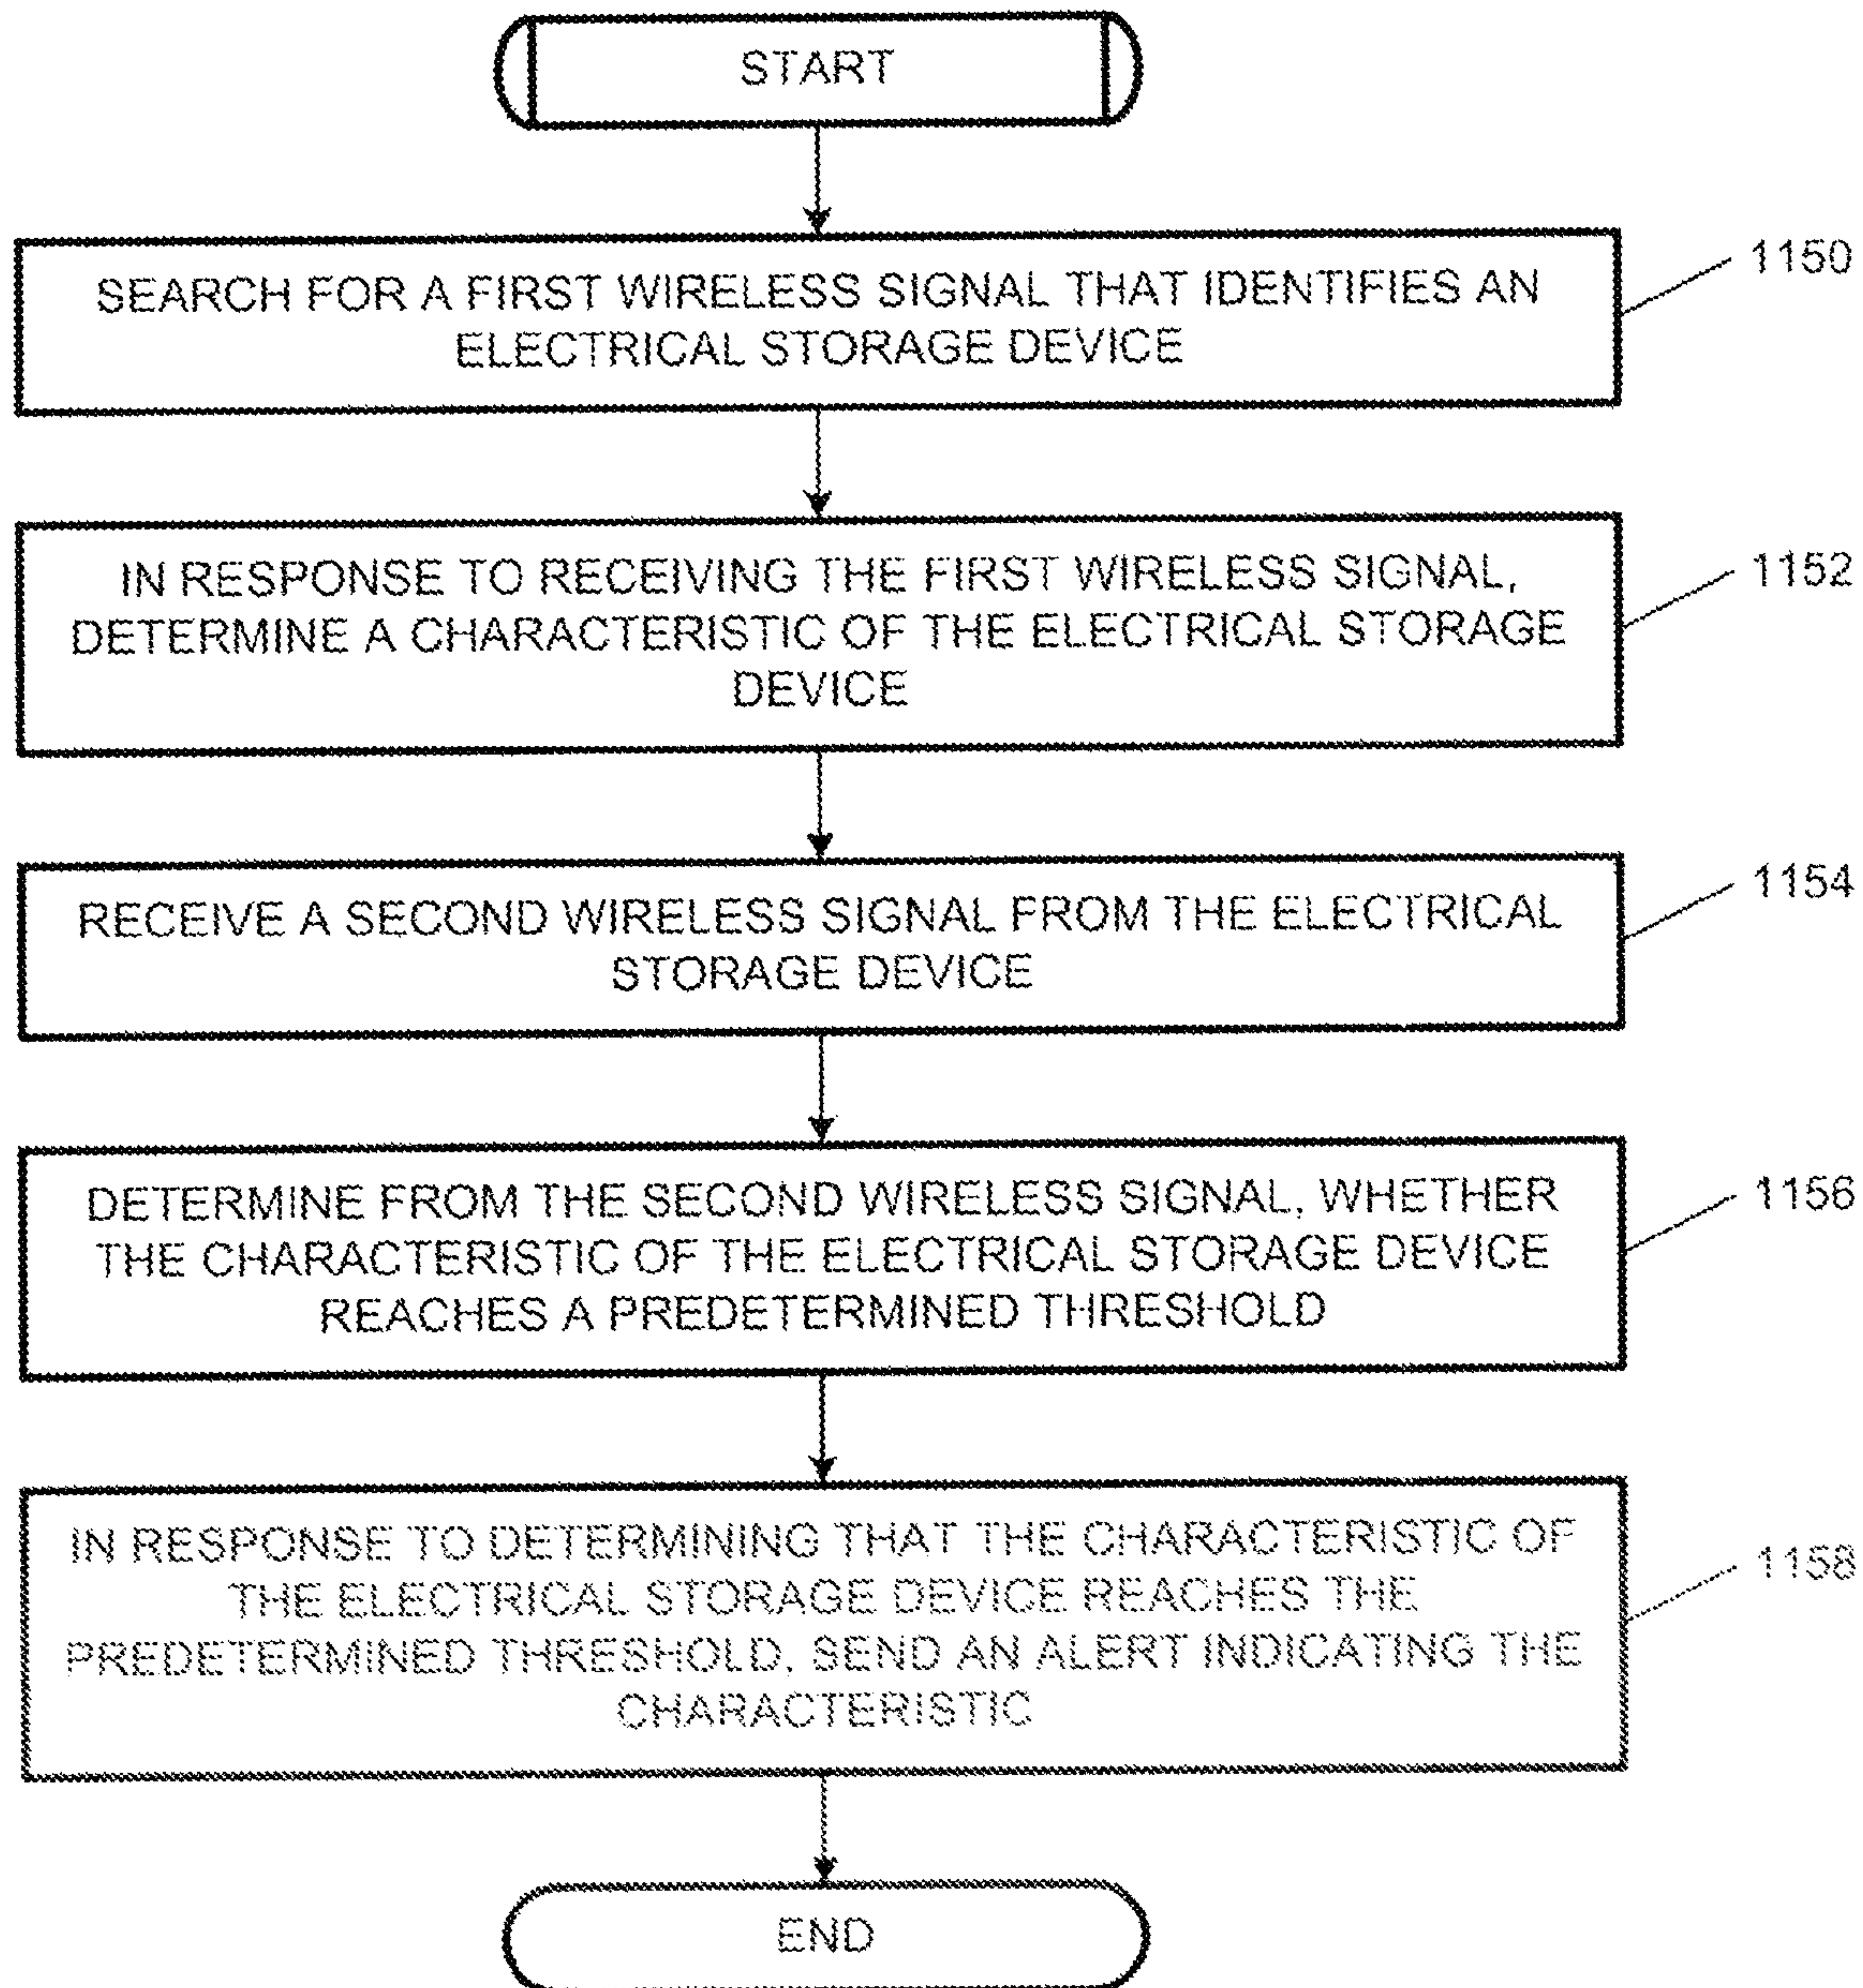 START
SEARCH FOR A FIRST WIRELESS SIGNAL THAT IDENTIFIES AN
ELECTRICAL STORAGE DEVICE
1150
IN RESPONSE TO RECEIVING THE FIRST WIRELESS SIGNAL,
DETERMINE A CHARACTERISTIC OF THE ELECTRICAL STORAGE
DEVICE
1152
RECEIVE A SECOND WIRELESS SIGNAL FROM THE ELECTRICAL
STORAGE DEVICE
1154
DETERMINE FROM THE SECOND WIRELESS SIGNAL, WHETHER
THE CHARACTERISTIC OF THE ELECTRICAL STORAGE DEVICE
REACHES A PREDETERMINED THRESHOLD
1156
IN RESPONSE TO DETERMINING THAT THE CHARACTERISTIC OF
THE ELECTRICAL STORAGE DEVICE REACHES THE
PREDETERMINED THRESHOLD, SEND AN ALERT INDICATING THE
CHARACTERISTIC
1158
END